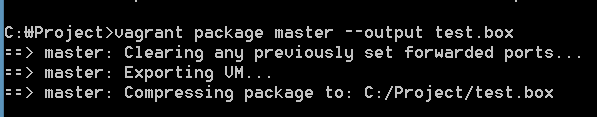 C:₩Project>vagrant package master --output test.box
==> master: Clearing any previously set forwarded ports...
==> master: Exporting VM...
==> master: Compressing package to: C:/Project/test.box